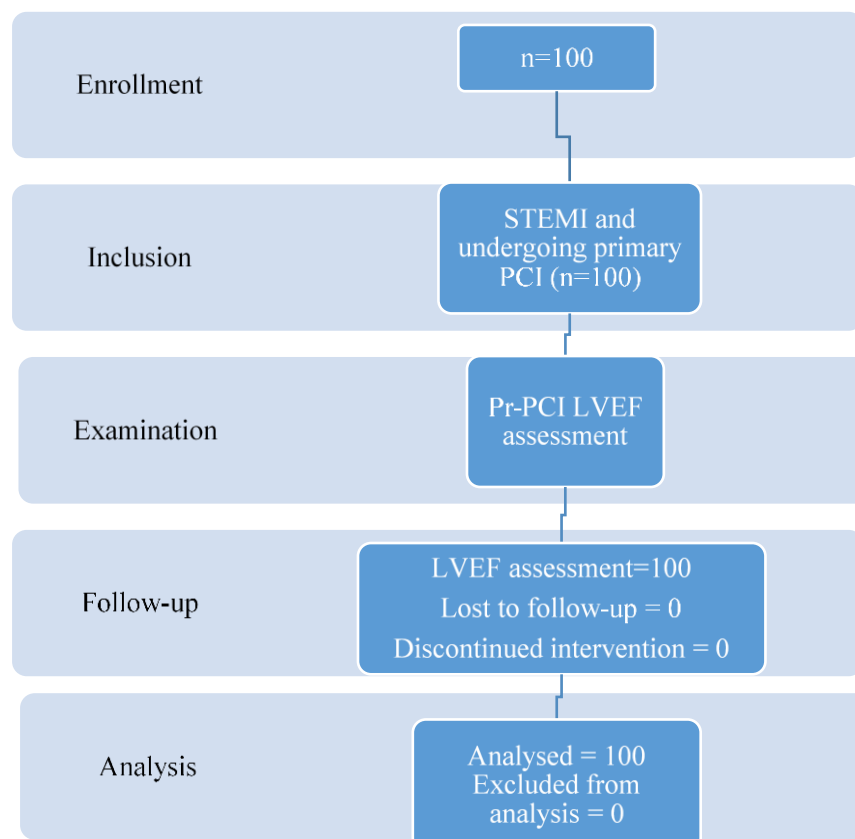 Enrollment
n=100
Inclusion
STEMI and
undergoing primary
PCI (n=100)
Examination
Pr-PCI LVEF
assessment
Follow-up
LVEF assessment=100
Lost to follow-up = 0
Discontinued intervention = 0
Analysis
Analysed = 100
Excluded from
analysis = 0